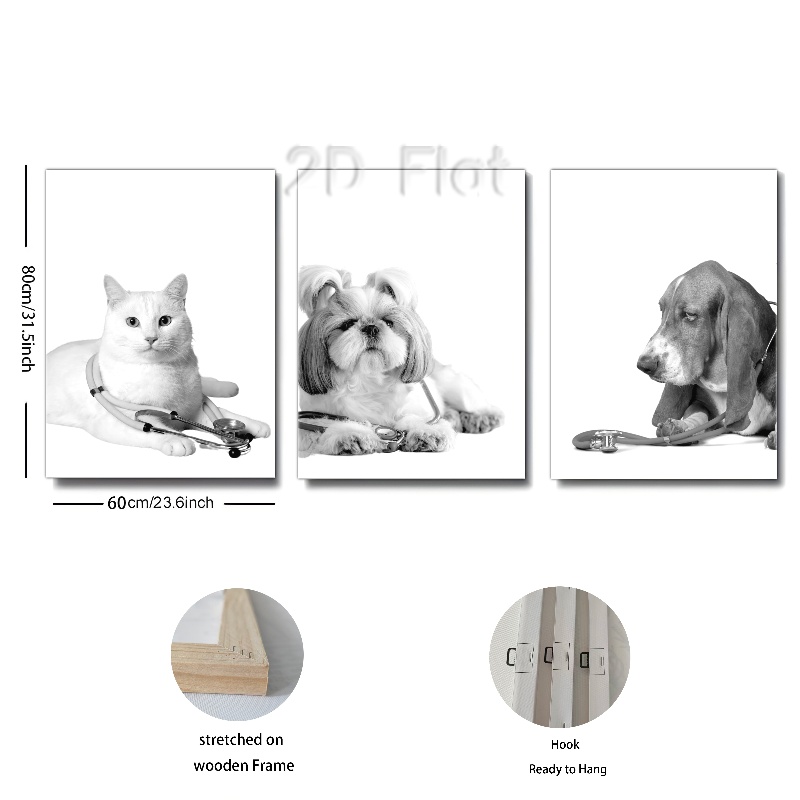 2D Flat
80cm/31.5inch
60cm/23.6inch
stretched on
wooden Frame
Hook
Ready to Hang